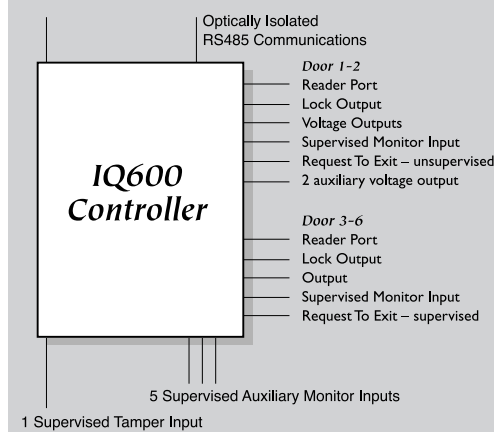 Optically Isolated
RS485 Communications
IQ600
Controller
Door 1-2
Reader Port
Lock Output
Voltage Outputs
Supervised Monitor Input
Request To Exit – unsupervised
2 auxiliary voltage output
Door 3-6
Reader Port
Lock Output
Output
Supervised Monitor Input
Request To Exit – supervised
5 Supervised Auxiliary Monitor Inputs
1 Supervised Tamper Input